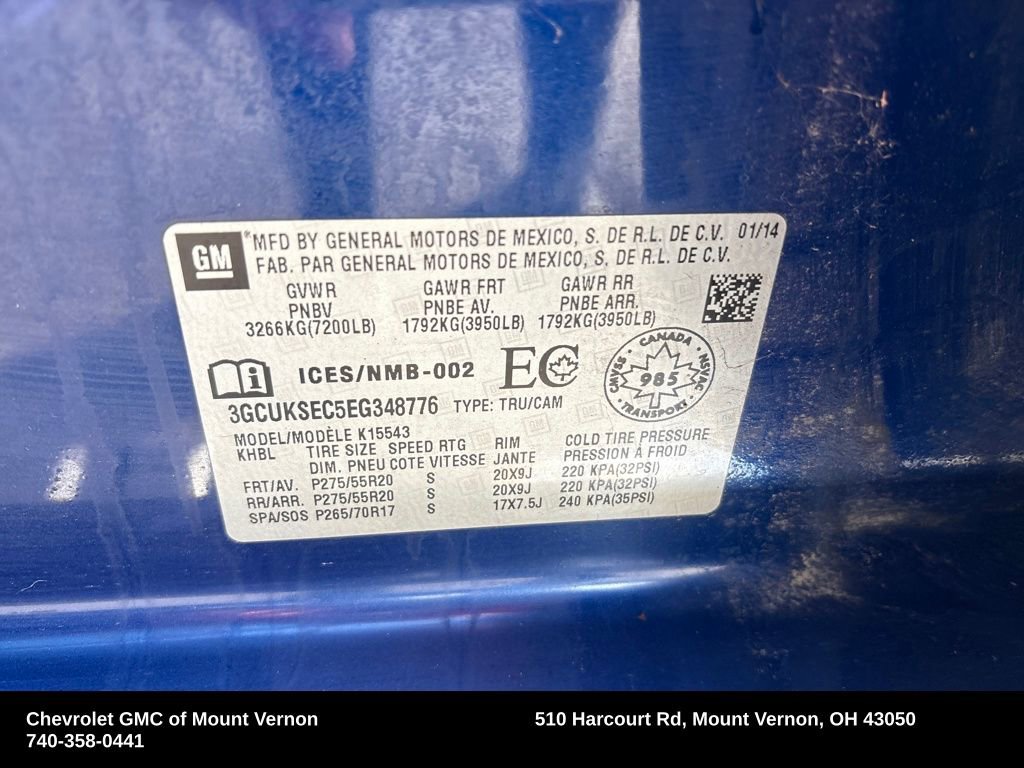 GM
®MFD BY GENERAL MOTORS DE MEXICO, S. DE R.L. DE C.V. 01/14
FAB. PAR GENERAL MOTORS DE MEXICO, S. DE R.L. DE C.V.
GVWR GAWR FRT GAWR RR
PNBV PNBE AV. PNBE ARR.
3266KG(7200LB) 1792KG(3950LB) 1792KG(3950LB)
i ICES/NMB-002 EC
CANADA
SVAC NSVAC
985
TRANSPORT
3GCUKSEC5EG348776 TYPE: TRU/CAM
MODEL/MODÈLE K15543
KHBL TIRE SIZE SPEED RTG RIM COLD TIRE PRESSURE
DIM. PNEU COTE VITESSE JANTE PRESSION À FROID
FRT/AV. P275/55R20 S 20X9J 220 KPA(32PSI)
RR/ARR. P275/55R20 S 20X9J 220 KPA(32PSI)
SPA/SOS P265/70R17 S 17X7.5J 240 KPA(35PSI)
Chevrolet GMC of Mount Vernon
740-358-0441
510 Harcourt Rd, Mount Vernon, OH 43050